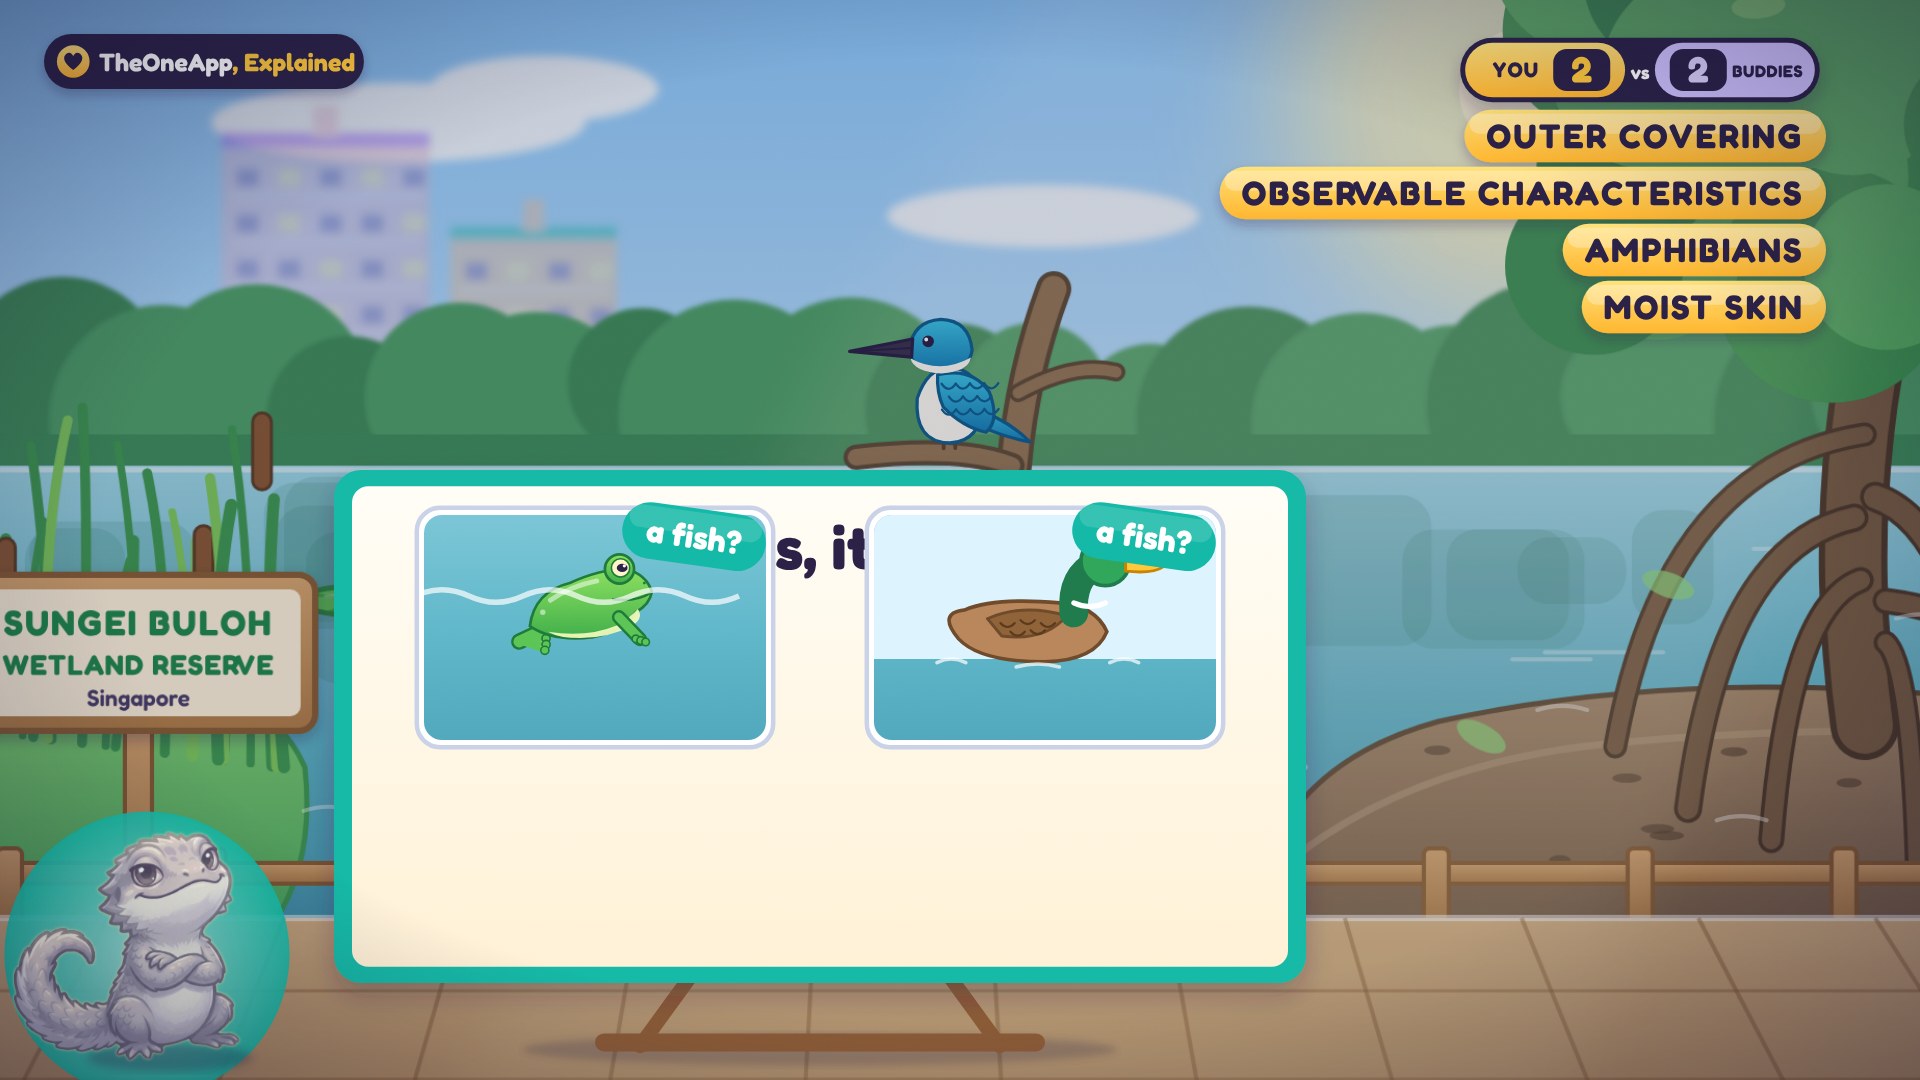 TheOneApp, Explained
YOU 2 vs 2 BUDDIES
OUTER COVERING
OBSERVABLE CHARACTERISTICS
AMPHIBIANS
MOIST SKIN
a fish?
a fish?
SUNGEI BULOH
WETLAND RESERVE
Singapore